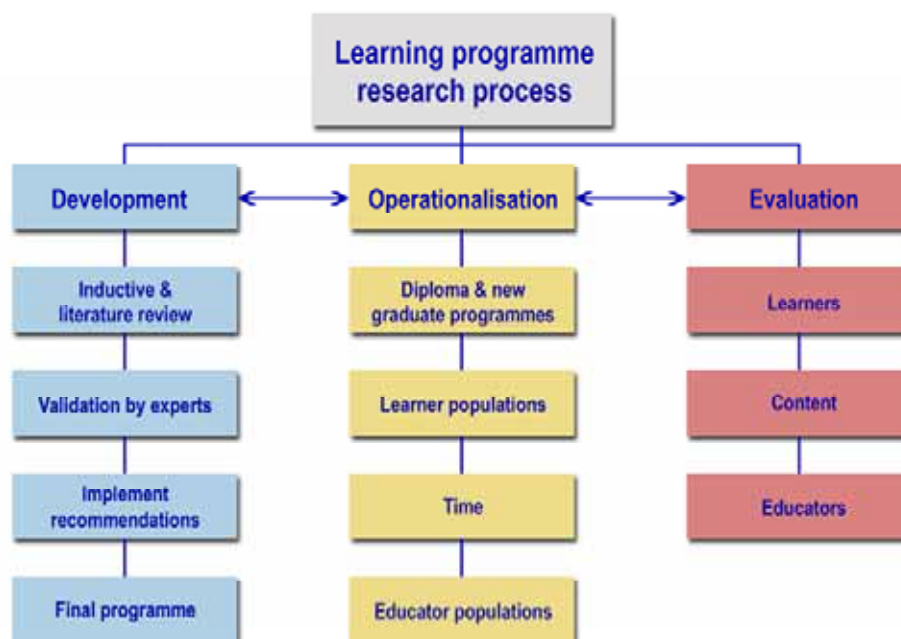 Learning programme
research process
Development
Operationalisation
Evaluation
Inductive &
literature review
Diploma & new
graduate programmes
Learners
Validation by experts
Learner populations
Content
Implement
recommendations
Time
Educators
Final programme
Educator populations